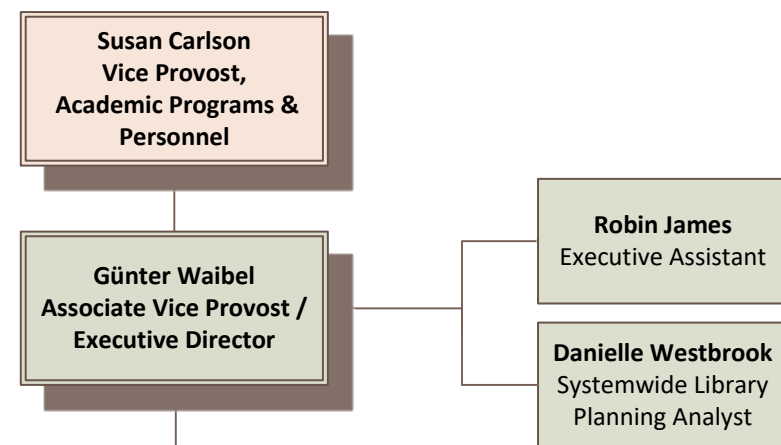 Susan Carlson
Vice Provost,
Academic Programs &
Personnel
Günter Waibel
Associate Vice Provost /
Executive Director
Robin James
Executive Assistant
Danielle Westbrook
Systemwide Library
Planning Analyst